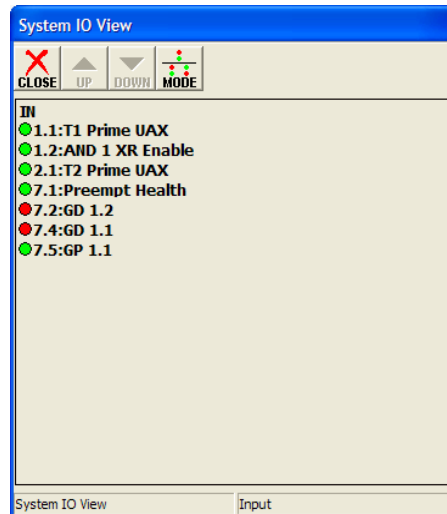 System IO View
CLOSE UP DOWN MODE
IN
1.1:T1 Prime UAX
1.2:AND 1 XR Enable
2.1:T2 Prime UAX
7.1:Preempt Health
7.2:GD 1.2
7.4:GD 1.1
7.5:GP 1.1
System IO View Input